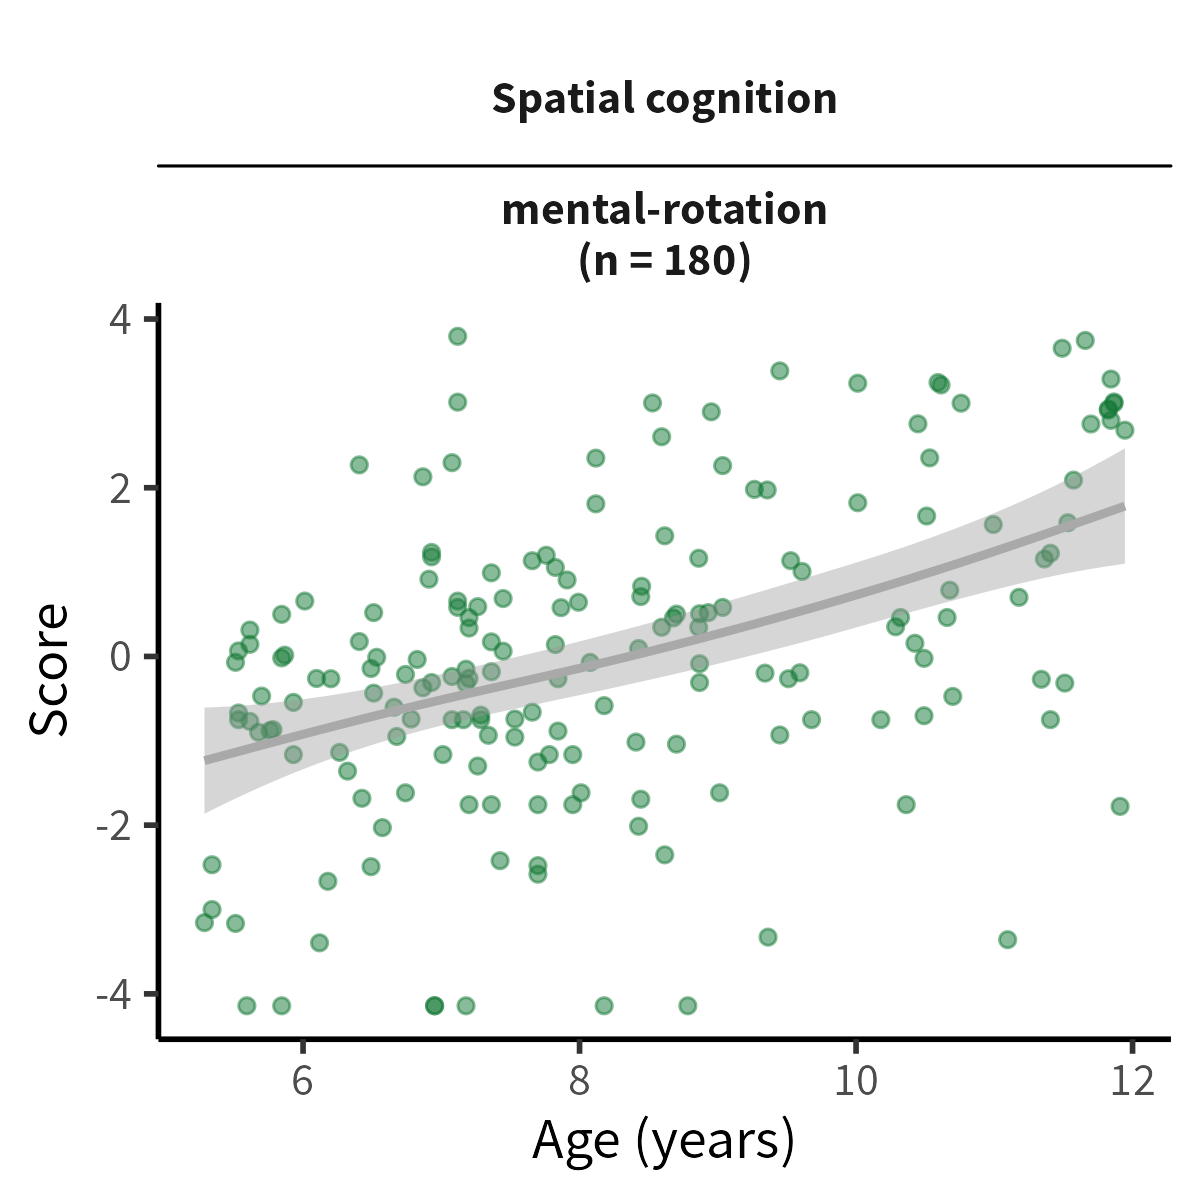 Spatial cognition
mental-rotation
(n = 180)
4
2
0
-2
-4
Score
6 8 10 12
Age (years)